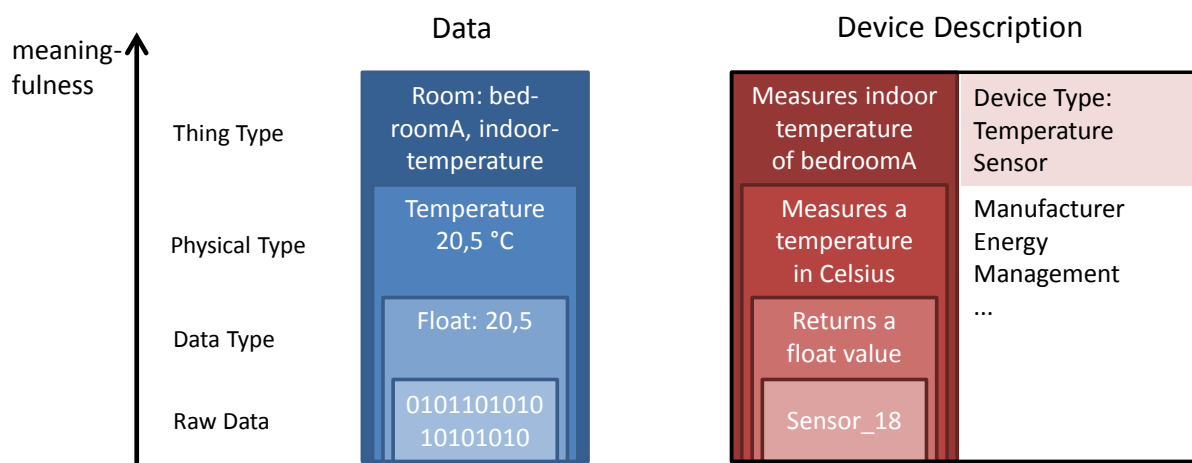 Data
Device Description
meaning-
fulness
Thing Type
Room: bed-
roomA, indoor-
temperature
Measures indoor
temperature
of bedroomA
Device Type:
Temperature
Sensor
Physical Type
Temperature
20,5 °C
Measures a
temperature
in Celsius
Manufacturer
Energy
Management
...
Data Type
Float: 20,5
Returns a
float value
Raw Data
0101101010
10101010
Sensor_18